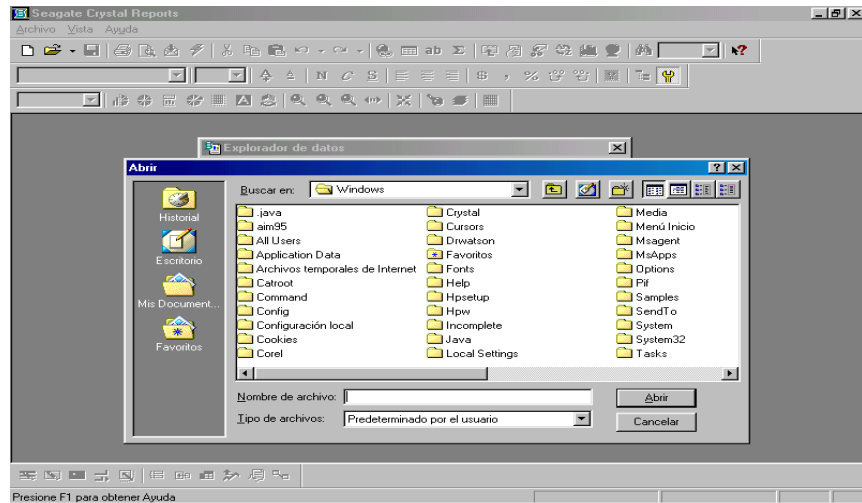 Seagate Crystal Reports
Archivo Vista Ayuda
ab Σ
N C S $ , %
Explorador de datos
Abrir
Buscar en: Windows
Historial
Escritorio
Mis Document...
Favoritos
.java
aim95
All Users
Application Data
Archivos temporales de Internet
Catroot
Command
Config
Configuración local
Cookies
Corel
Crystal
Cursors
Drwatson
Favoritos
Fonts
Help
Hpsetup
Hpw
Incomplete
Java
Local Settings
Media
Menú Inicio
Msagent
MsApps
Options
Pif
Samples
SendTo
System
System32
Tasks
Nombre de archivo:
Abrir
Tipo de archivos: Predeterminado por el usuario
Cancelar
Presione F1 para obtener Ayuda